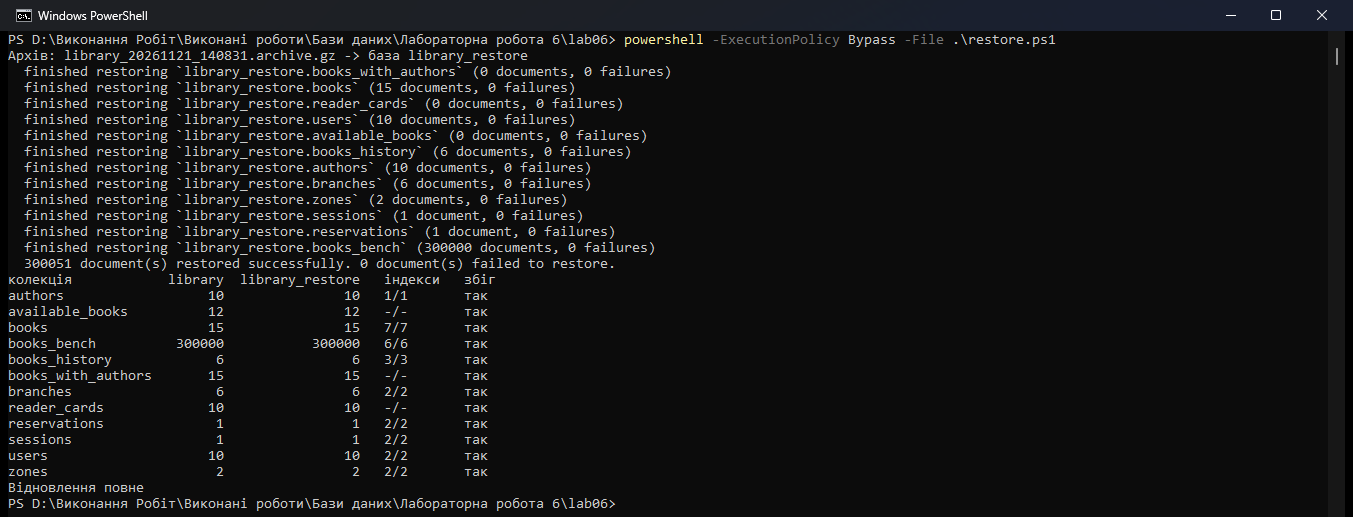 Windows PowerShell
PS D:\Виконання Робіт\Виконані роботи\Бази даних\Лабораторна робота 6\lab06> powershell -ExecutionPolicy Bypass -File .\restore.ps1
Архів: library_20261121_140831.archive.gz -> база library_restore
  finished restoring `library_restore.books_with_authors` (0 documents, 0 failures)
  finished restoring `library_restore.books` (15 documents, 0 failures)
  finished restoring `library_restore.reader_cards` (0 documents, 0 failures)
  finished restoring `library_restore.users` (10 documents, 0 failures)
  finished restoring `library_restore.available_books` (0 documents, 0 failures)
  finished restoring `library_restore.books_history` (6 documents, 0 failures)
  finished restoring `library_restore.authors` (10 documents, 0 failures)
  finished restoring `library_restore.branches` (6 documents, 0 failures)
  finished restoring `library_restore.zones` (2 documents, 0 failures)
  finished restoring `library_restore.sessions` (1 document, 0 failures)
  finished restoring `library_restore.reservations` (1 document, 0 failures)
  finished restoring `library_restore.books_bench` (300000 documents, 0 failures)
  300051 document(s) restored successfully. 0 document(s) failed to restore.
колекція            library  library_restore   індекси   збіг
authors                  10               10   1/1       так
available_books          12               12   -/-       так
books                    15               15   7/7       так
books_bench          300000           300000   6/6       так
books_history             6                6   3/3       так
books_with_authors       15               15   -/-       так
branches                  6                6   2/2       так
reader_cards             10               10   -/-       так
reservations              1                1   2/2       так
sessions                  1                1   2/2       так
users                    10               10   2/2       так
zones                     2                2   2/2       так
Відновлення повне
PS D:\Виконання Робіт\Виконані роботи\Бази даних\Лабораторна робота 6\lab06>